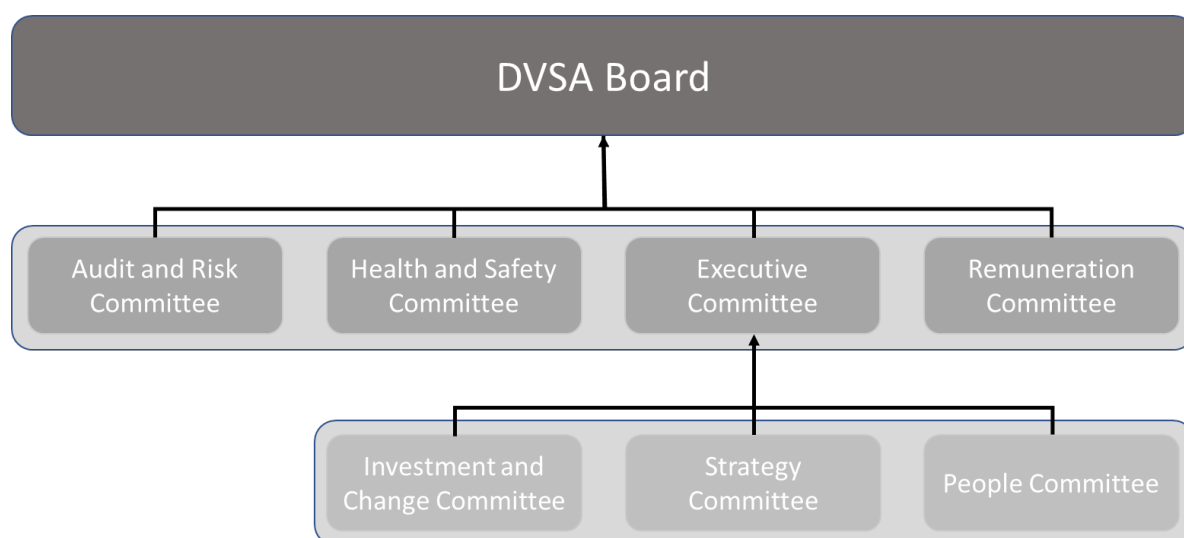 DVSA Board
Audit and Risk
Committee
Health and Safety
Committee
Executive
Committee
Remuneration
Committee
Investment and
Change Committee
Strategy
Committee
People Committee